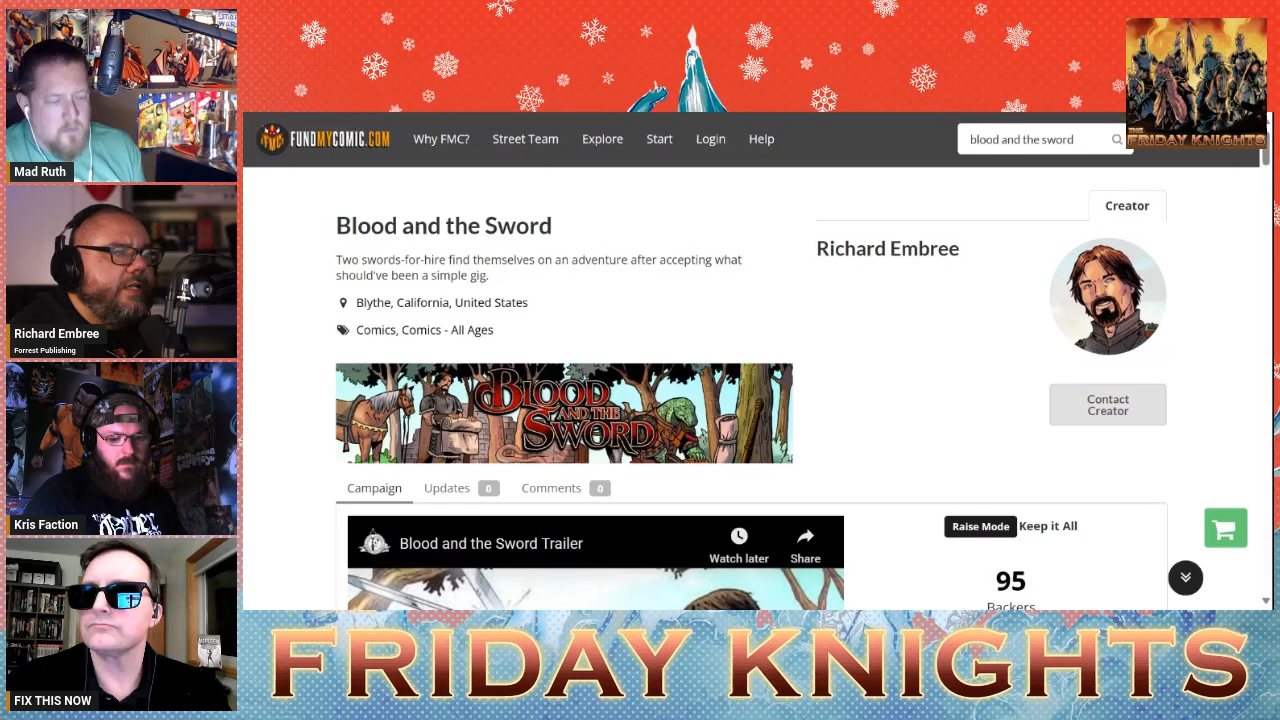 Mad Ruth
Richard Embree
Forrest Publishing
Kris Faction
FIX THIS NOW
FUNDMYCOMIC.COM
Why FMC?
Street Team
Explore
Start
Login
Help
blood and the sword
THE
FRIDAY KNIGHTS
Blood and the Sword
Two swords-for-hire find themselves on an adventure after accepting what
should've been a simple gig.
Blythe, California, United States
Comics, Comics - All Ages
Creator
Richard Embree
Contact
Creator
BLOOD
AND THE
SWORD
Campaign
Updates 0
Comments 0
Blood and the Sword Trailer
Watch later
Share
Raise Mode Keep it All
95
Backers
FRIDAY KNIGHTS